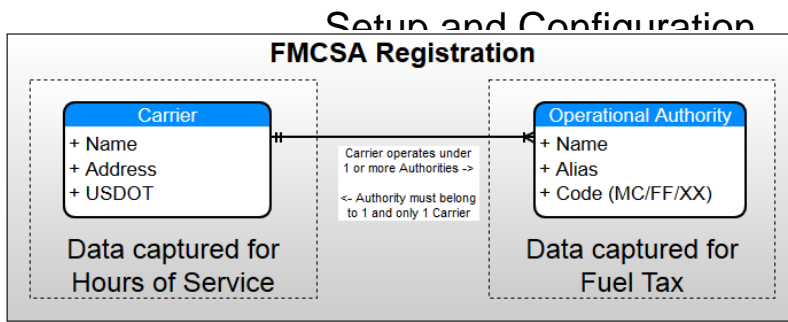 Setup and Configuration
FMCSA Registration
Carrier
+ Name
+ Address
+ USDOT
Carrier operates under
1 or more Authorities ->
<- Authority must belong
to 1 and only 1 Carrier
Operational Authority
+ Name
+ Alias
+ Code (MC/FF/XX)
Data captured for
Hours of Service
Data captured for
Fuel Tax